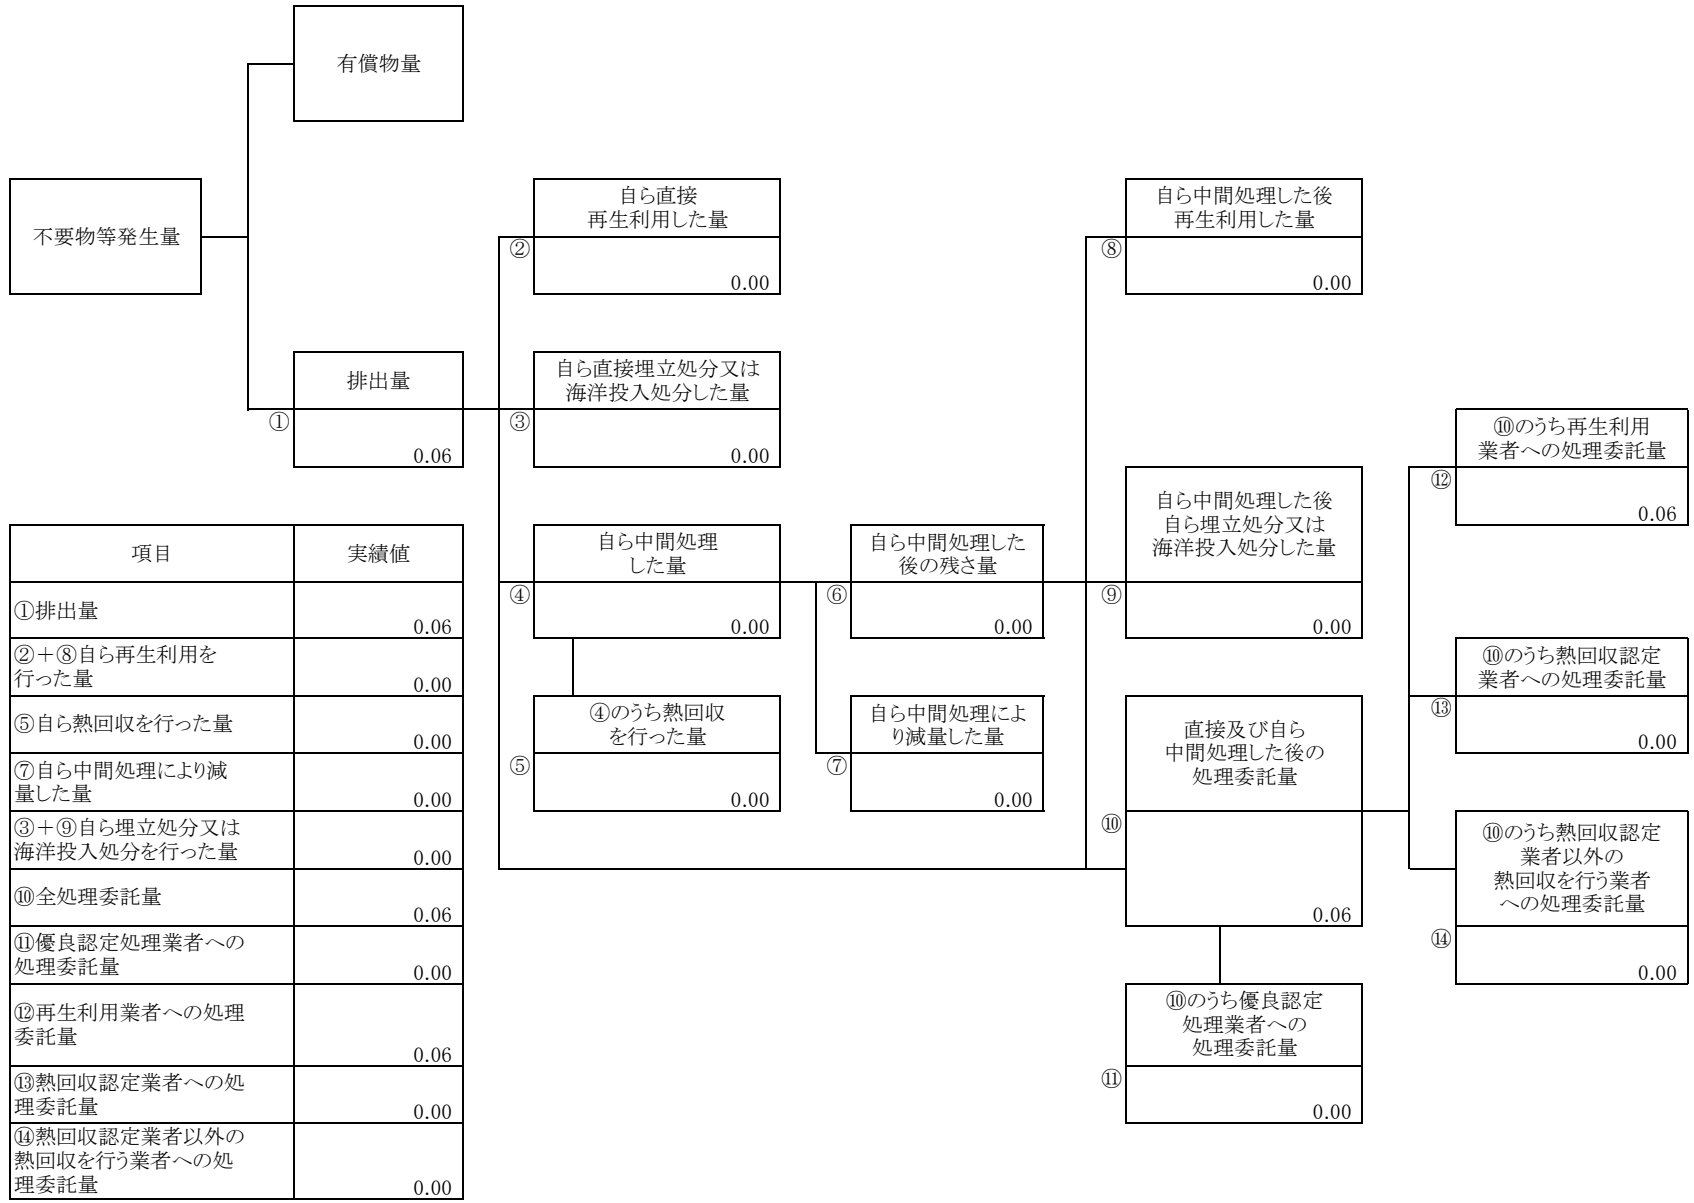 有償物量
不要物等発生量
自ら直接
再生利用した量
②
0.00
自ら中間処理した後
再生利用した量
⑧
0.00
排出量
①
0.06
自ら直接埋立処分又は
海洋投入処分した量
③
0.00
⑩のうち再生利用
業者への処理委託量
⑫
0.06
自ら中間処理
した量
④
0.00
自ら中間処理した
後の残さ量
⑥
0.00
自ら中間処理した後
自ら埋立処分又は
海洋投入処分した量
⑨
0.00
⑩のうち熱回収認定
業者への処理委託量
⑬
0.00
④のうち熱回収
を行った量
⑤
0.00
自ら中間処理によ
り減量した量
⑦
0.00
直接及び自ら
中間処理した後の
処理委託量
⑩
0.06
⑩のうち熱回収認定
業者以外の
熱回収を行う業者
への処理委託量
⑭
0.00
⑩のうち優良認定
処理業者への
処理委託量
⑪
0.00
項目 実績値
①排出量
0.06
②＋⑧自ら再生利用を
行った量
0.00
⑤自ら熱回収を行った量
0.00
⑦自ら中間処理により減
量した量
0.00
③＋⑨自ら埋立処分又は
海洋投入処分を行った量
0.00
⑩全処理委託量
0.06
⑪優良認定処理業者への
処理委託量
0.00
⑫再生利用業者への処理
委託量
0.06
⑬熱回収認定業者への処
理委託量
0.00
⑭熱回収認定業者以外の
熱回収を行う業者への処
理委託量
0.00